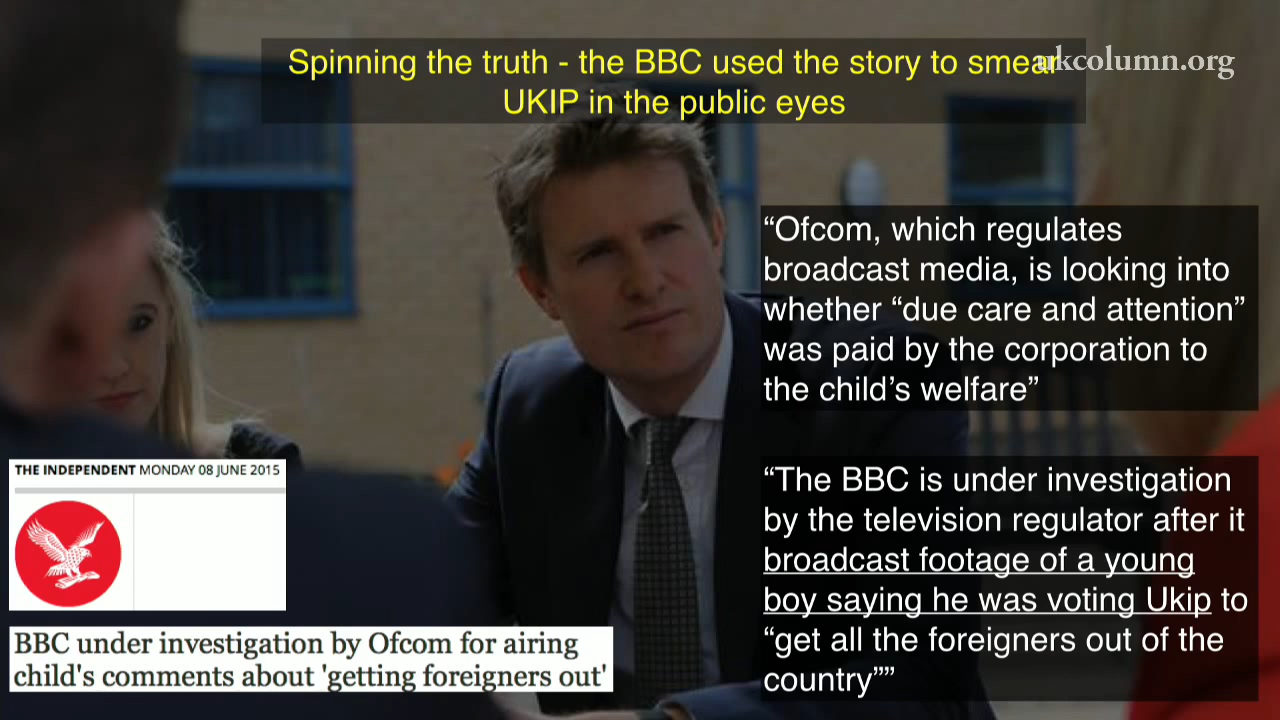 Spinning the truth - the BBC used the story to smear
UKIP in the public eyes
ukcolumn.org
“Ofcom, which regulates
broadcast media, is looking into
whether “due care and attention”
was paid by the corporation to
the child’s welfare”
THE INDEPENDENT MONDAY 08 JUNE 2015
“The BBC is under investigation
by the television regulator after it
broadcast footage of a young
boy saying he was voting Ukip to
“get all the foreigners out of the
country””
BBC under investigation by Ofcom for airing
child's comments about 'getting foreigners out'